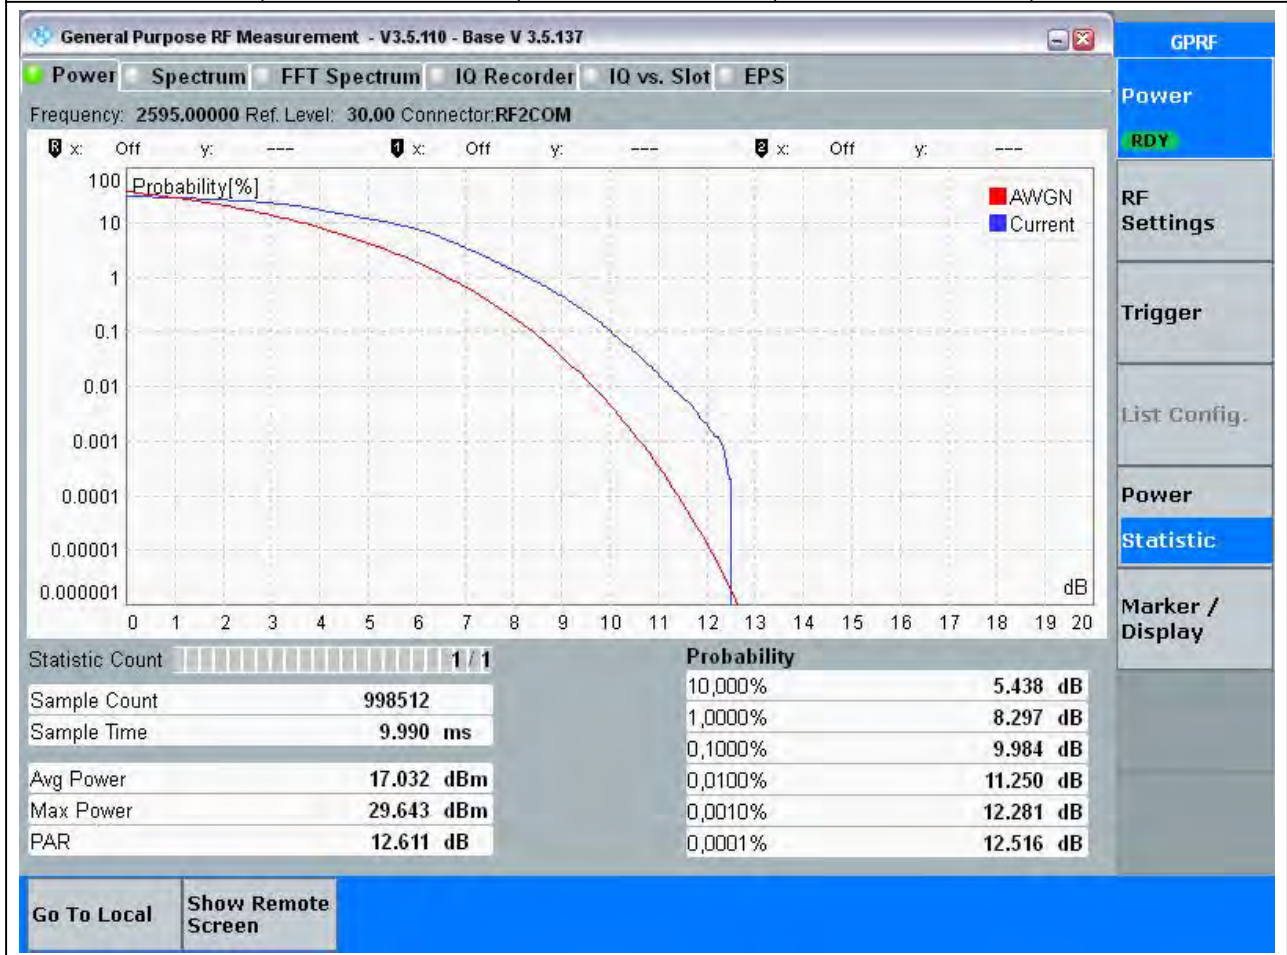 General Purpose RF Measurement - V3.5.110 - Base V 3.5.137
GPRF
Power Spectrum FFT Spectrum IQ Recorder IQ vs. Slot EPS
Frequency: 2595.00000 Ref. Level: 30.00 Connector:RF2COM
Power
RDY
R x: Off y: --- 1 x: Off y: --- 2 x: Off y: ---
Probability[%]
AWGN
Current
100
10
1
0.1
0.01
0.001
0.0001
0.00001
0.000001
dB
0 1 2 3 4 5 6 7 8 9 10 11 12 13 14 15 16 17 18 19 20
RF
Settings
Trigger
List Config.
Power
Statistic
Marker /
Display
Statistic Count 1 / 1
Sample Count 998512
Sample Time 9.990 ms
Avg Power 17.032 dBm
Max Power 29.643 dBm
PAR 12.611 dB
Probability
10,000% 5.438 dB
1,0000% 8.297 dB
0,1000% 9.984 dB
0,0100% 11.250 dB
0,0010% 12.281 dB
0,0001% 12.516 dB
Go To Local
Show Remote
Screen